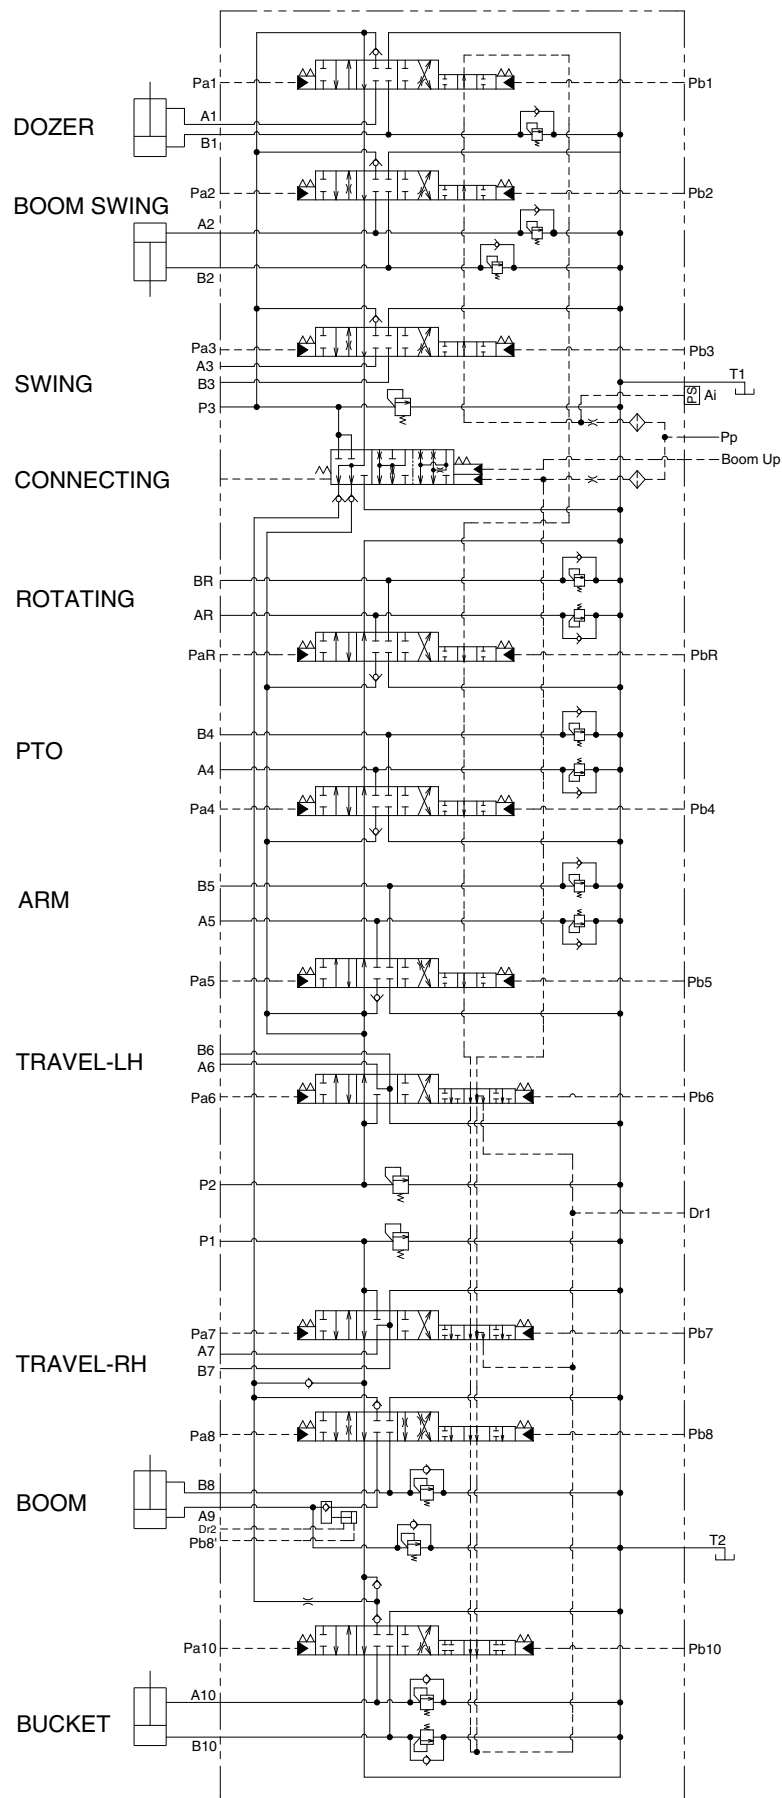 Pa1
Pb1
A1
DOZER
B1
Pa2
Pb2
BOOM SWING
A2
B2
Pa3
Pb3
A3
SWING
B3
T1
PS
Ai
P3
Pp
Boom Up
CONNECTING
BR
ROTATING
AR
PaR
PbR
B4
PTO
A4
Pa4
Pb4
B5
ARM
A5
Pa5
Pb5
B6
TRAVEL-LH
A6
Pa6
Pb6
P2
Dr1
P1
Pa7
Pb7
A7
TRAVEL-RH
B7
Pa8
Pb8
B8
BOOM
A9
Dr2
Pb8'
T2
Pa10
Pb10
A10
BUCKET
B10